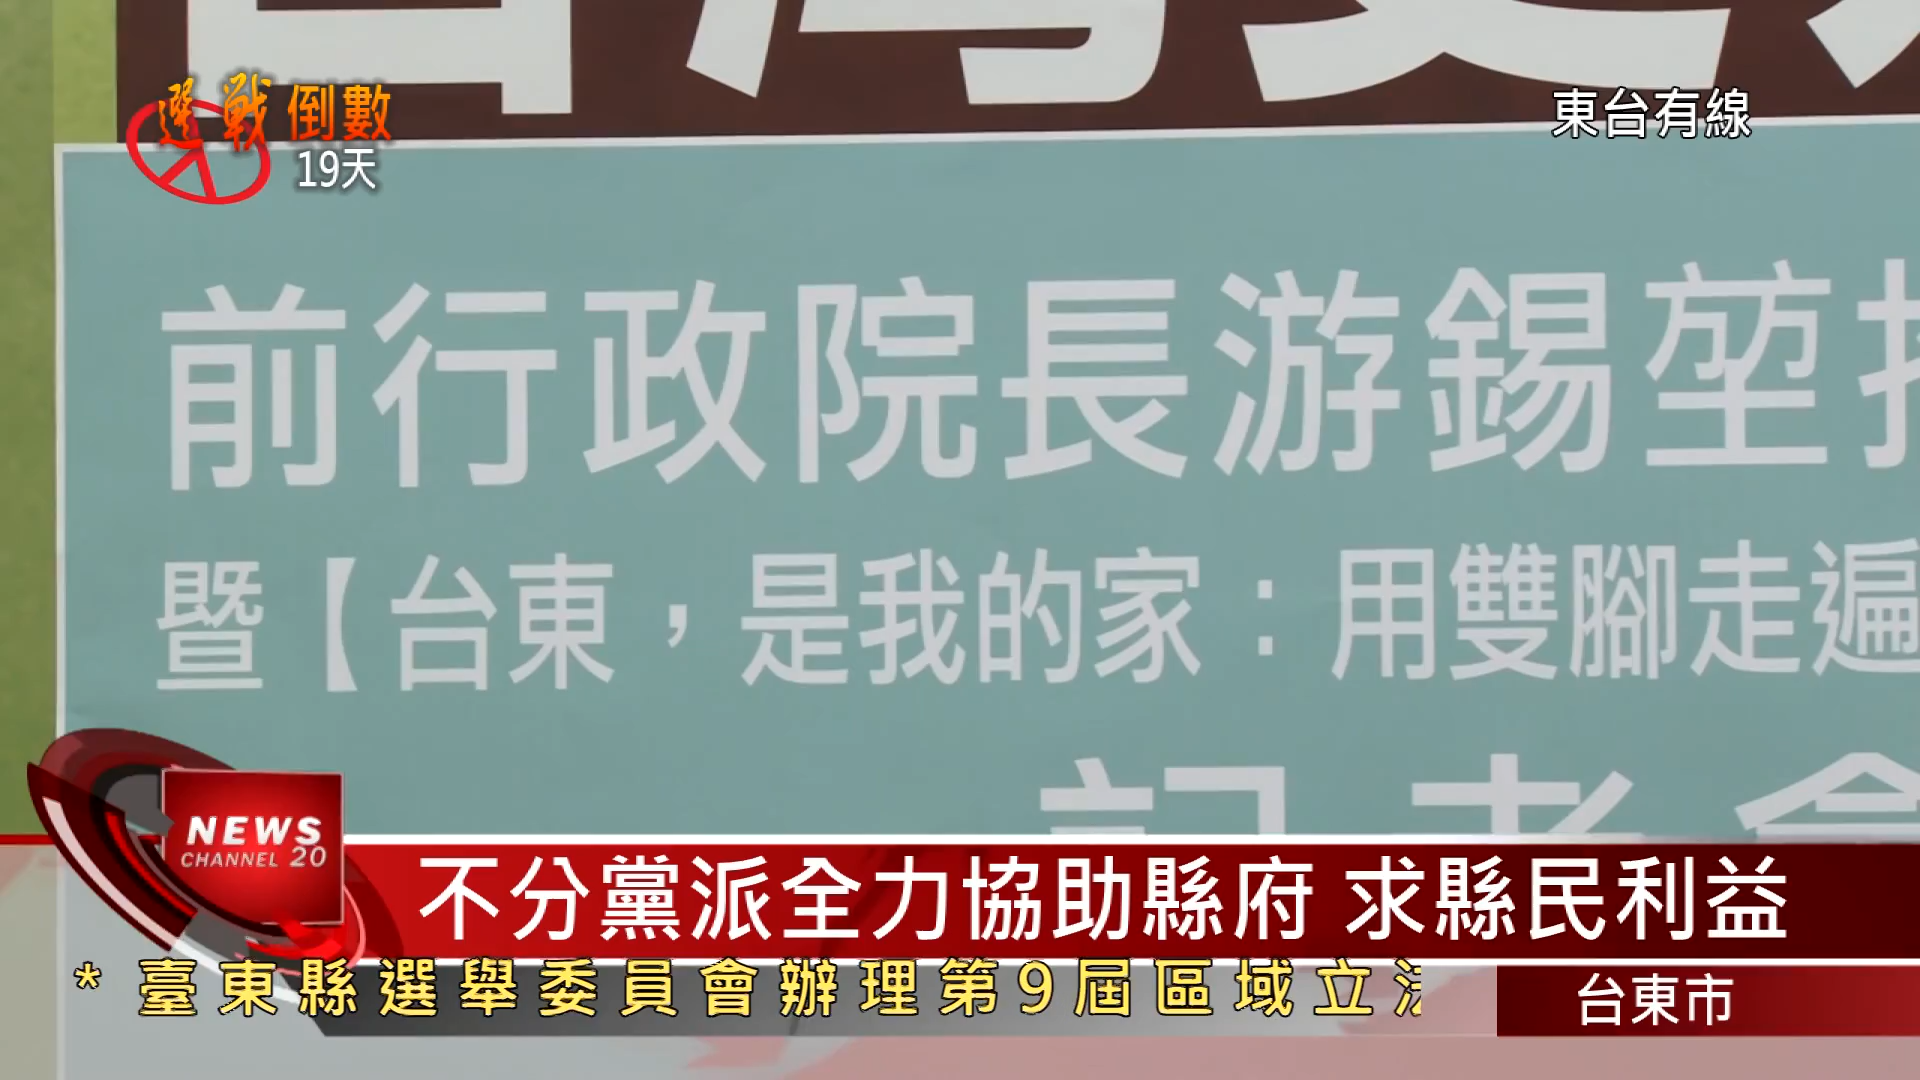 選戰倒數
19天
東台有線
前行政院長游錫堃
暨【台東，是我的家：用雙腳走遍
記者會
NEWS
CHANNEL 20
不分黨派全力協助縣府 求縣民利益
* 臺東縣選舉委員會辦理第9屆區域立
台東市